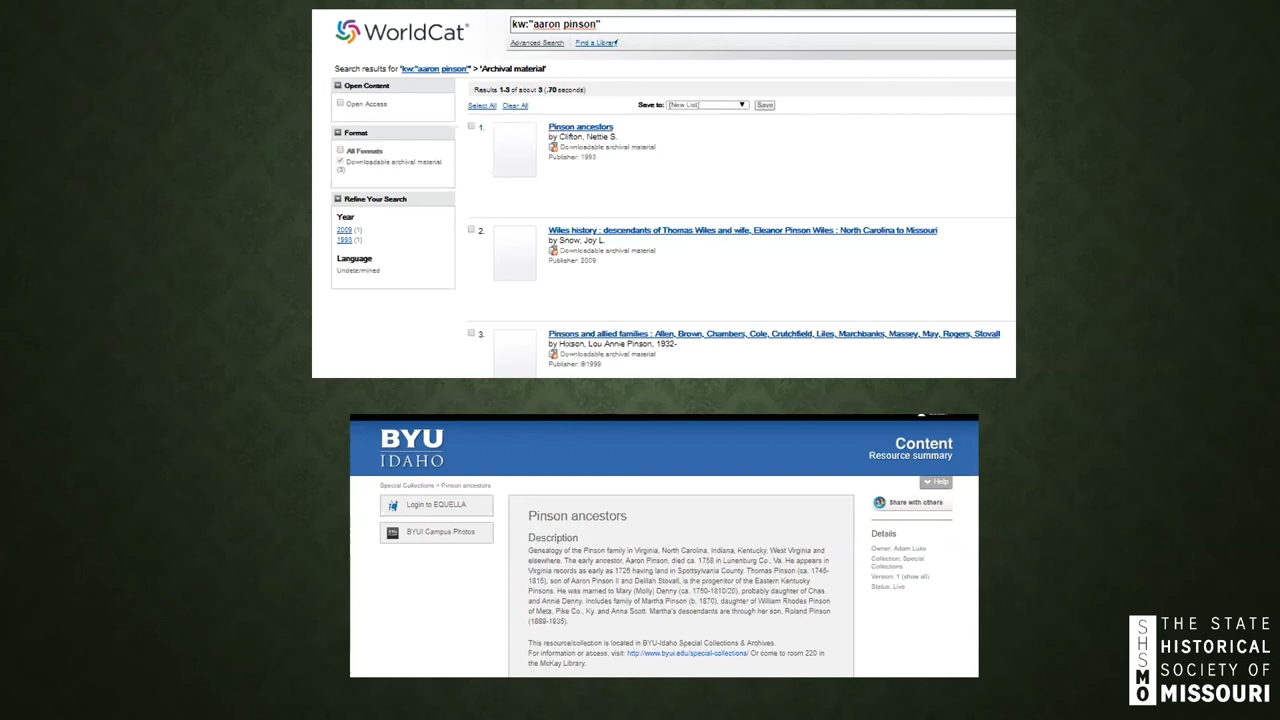 WorldCat®
kw:"aaron pinson"
Advanced Search Find a Library
Search results for 'kw:"aaron pinson"' > 'Archival material'
Open Content
Open Access
Format
All Formats
Downloadable archival material
(3)
Refine Your Search
Year
2009 (1)
1993 (1)
Language
Undetermined
Results 1-3 of about 3 (.70 seconds)
Select All Clear All Save to: [New List] Save
1. Pinson ancestors
by Clifton, Nettie S.
Downloadable archival material
Publisher: 1993
2. Wiles history : descendants of Thomas Wiles and wife, Eleanor Pinson Wiles : North Carolina to Missouri
by Snow, Joy L.
Downloadable archival material
Publisher: 2009
3. Pinsons and allied families : Allen, Brown, Chambers, Cole, Crutchfield, Liles, Marchbanks, Massey, May, Rogers, Stovall
by Hixson, Lou Annie Pinson, 1932-
Downloadable archival material
Publisher: ®1999
BYU
IDAHO
Content
Resource summary
Special Collections > Pinson ancestors
Help
Login to EQUELLA
BYUI Campus Photos
Pinson ancestors
Description
Genealogy of the Pinson family in Virginia, North Carolina, Indiana, Kentucky, West Virginia and
elsewhere. The early ancestor, Aaron Pinson, died ca. 1758 in Lunenburg Co., Va. He appears in
Virginia records as early as 1726 having land in Spottsylvania County. Thomas Pinson (ca. 1745-
1815), son of Aaron Pinson II and Delilah Stovall, is the progenitor of the Eastern Kentucky
Pinsons. He was married to Mary (Molly) Denny (ca. 1750-1810/20), probably daughter of Chas.
and Annie Denny. Includes family of Martha Pinson (b. 1870), daughter of William Rhodes Pinson
of Meta, Pike Co., Ky. and Anna Scott. Martha's descendants are through her son, Roland Pinson
(1889-1935).
This resource/collection is located in BYU-Idaho Special Collections & Archives.
For information or access, visit: http://www.byui.edu/special-collections/ Or come to room 220 in
the McKay Library.
Share with others
Details
Owner: Adam Luke
Collection: Special
Collections
Version: 1 (show all)
Status: Live
SHSMO
THE STATE
HISTORICAL
SOCIETY OF
MISSOURI